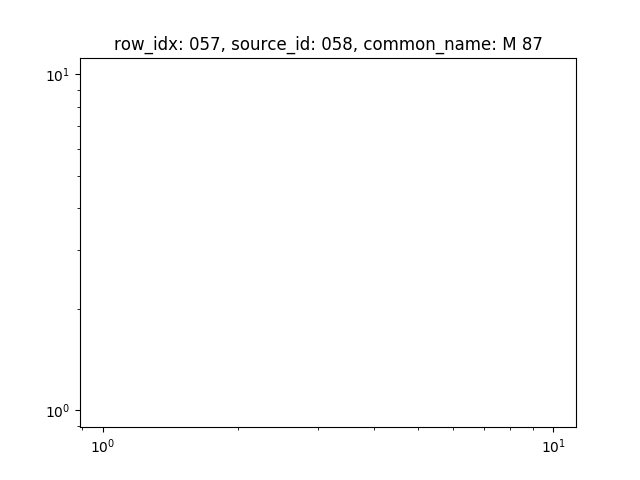 row_idx: 057, source_id: 058, common_name: M 87
10¹
10⁰
10⁰ 10¹